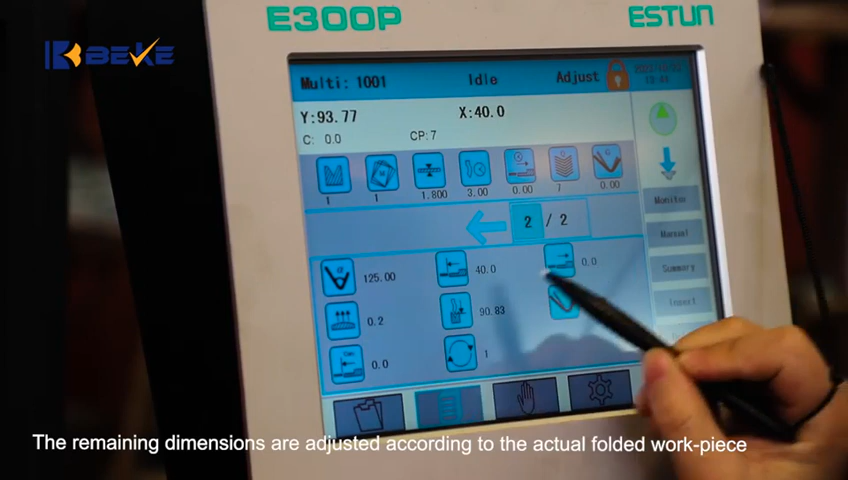 E300P
ESTUN
BEKE
Multi: 1001
Idle
Adjust
Y:93.77
X:40.0
C: 0.0
CP:7
1
1
1.800
3.00
0.00
7
0.00
2 / 2
125.00
40.0
0.0
0.2
90.83
0.0
1
Monitor
Manual
Summary
Insert
The remaining dimensions are adjusted according to the actual folded work-piece